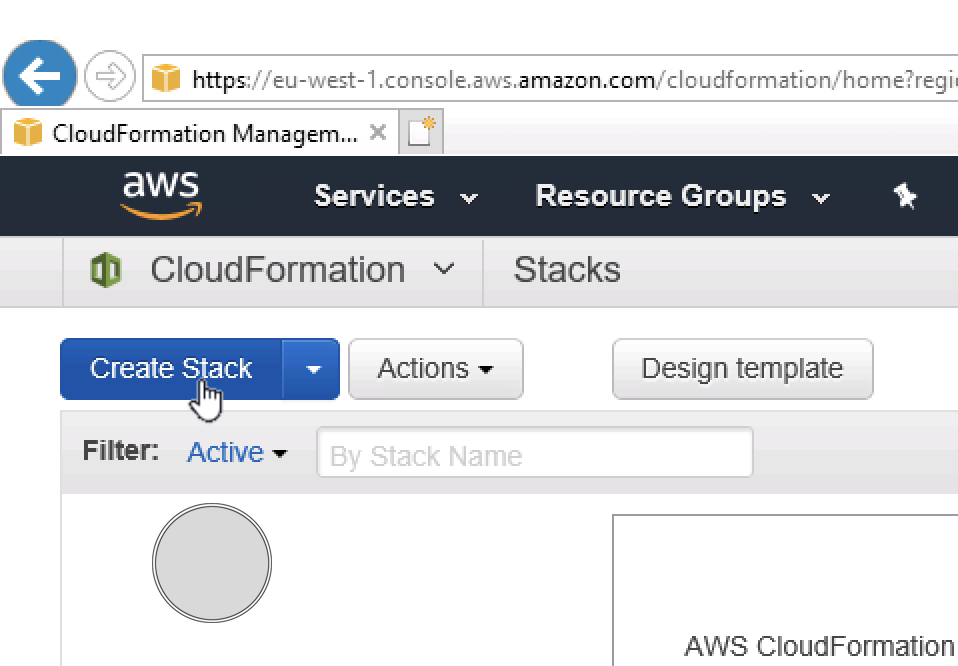 https://eu-west-1.console.aws.amazon.com/cloudformation/home?regi
CloudFormation Managem...
aws Services Resource Groups
CloudFormation Stacks
Create Stack Actions Design template
Filter: Active By Stack Name
AWS CloudFormation